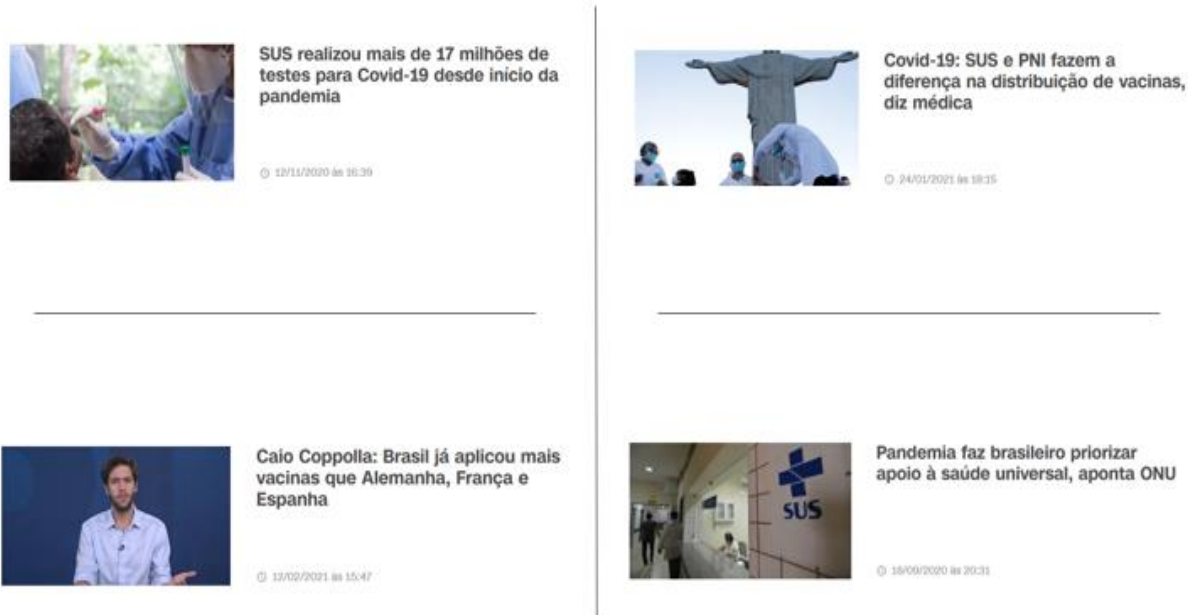 SUS realizou mais de 17 milhões de
testes para Covid-19 desde início da
pandemia
12/11/2020 às 16:39
Covid-19: SUS e PNI fazem a
diferença na distribuição de vacinas,
diz médica
24/01/2021 às 18:15
Caio Coppolla: Brasil já aplicou mais
vacinas que Alemanha, França e
Espanha
12/02/2021 às 15:47
Pandemia faz brasileiro priorizar
apoio à saúde universal, aponta ONU
SUS
18/09/2020 às 20:31